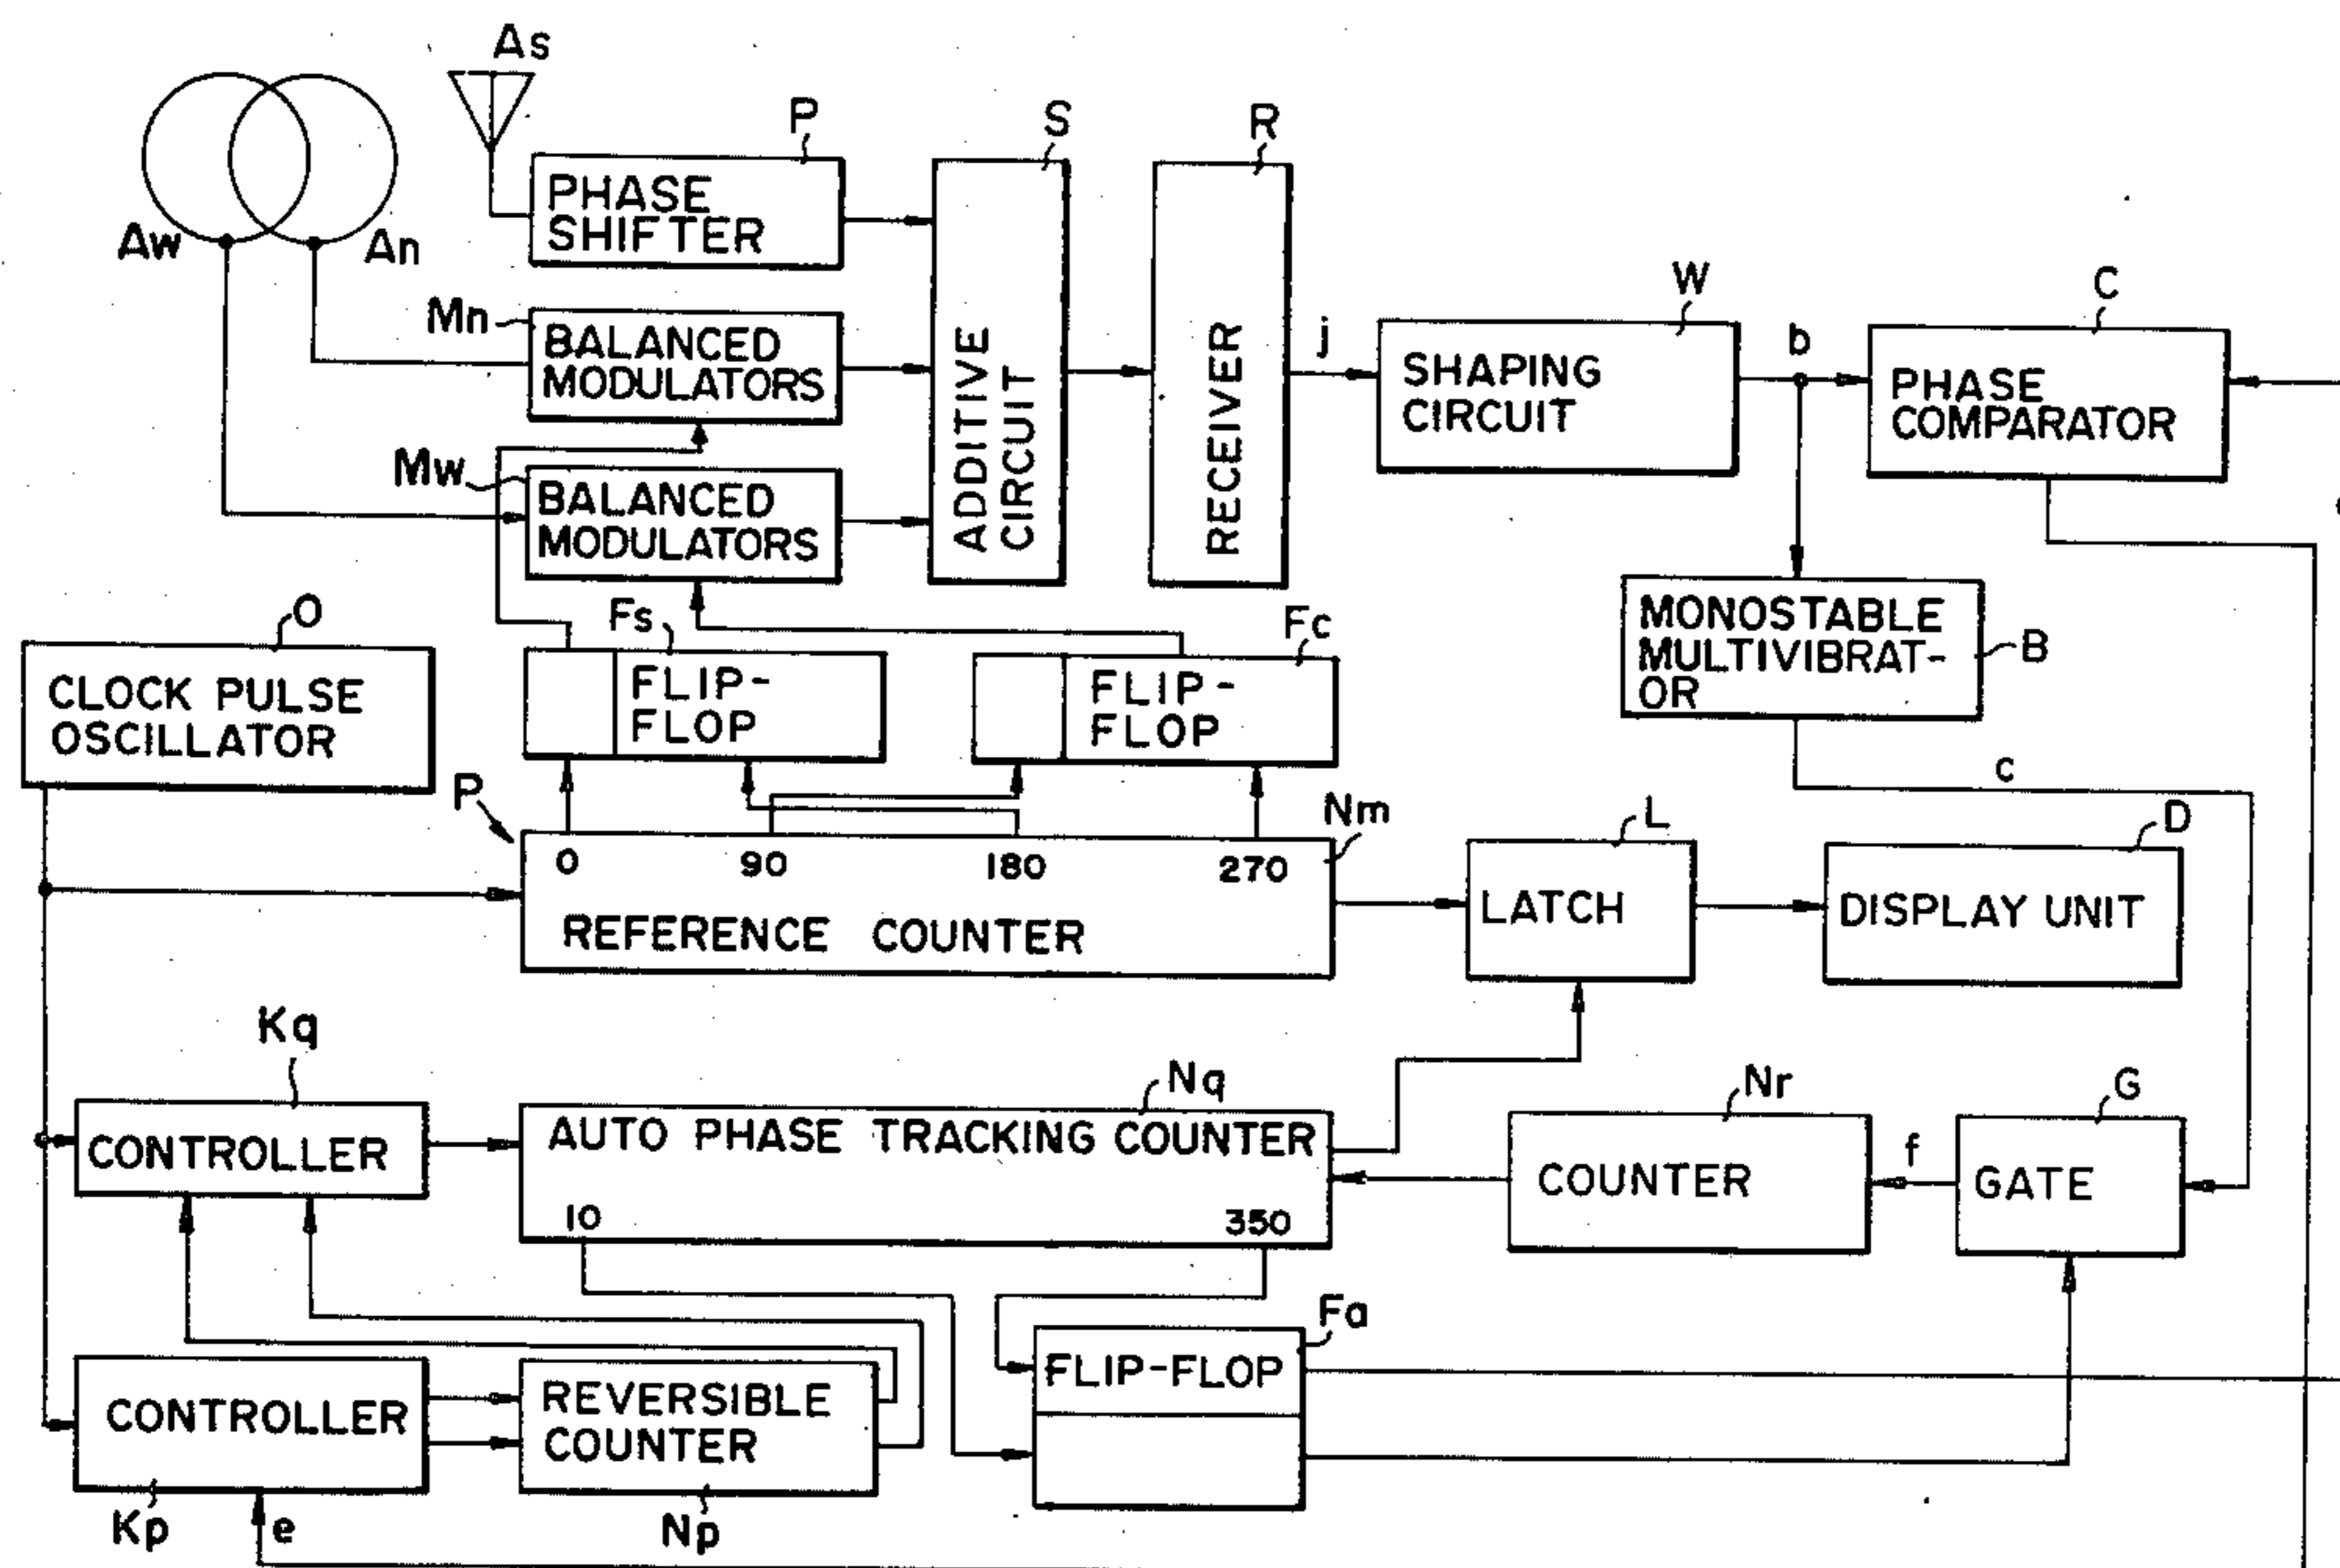 As
P
S
R
PHASE
SHIFTER
Aw
An
W
C
Mn
BALANCED
MODULATORS
j
b
SHAPING
CIRCUIT
PHASE
COMPARATOR
ADDITIVE
CIRCUIT
RECEIVER
Mw
BALANCED
MODULATORS
O
Fs
Fc
MONOSTABLE
MULTIVIBRAT-
OR
B
CLOCK PULSE
OSCILLATOR
FLIP-
FLOP
FLIP-
FLOP
c
P
Nm
L
D
0 90 180 270
REFERENCE COUNTER
LATCH
DISPLAY UNIT
Kq
Nq
Nr
G
CONTROLLER
AUTO PHASE TRACKING COUNTER
10 350
COUNTER
f
GATE
Fa
FLIP-FLOP
CONTROLLER
REVERSIBLE
COUNTER
Kp
e
Np